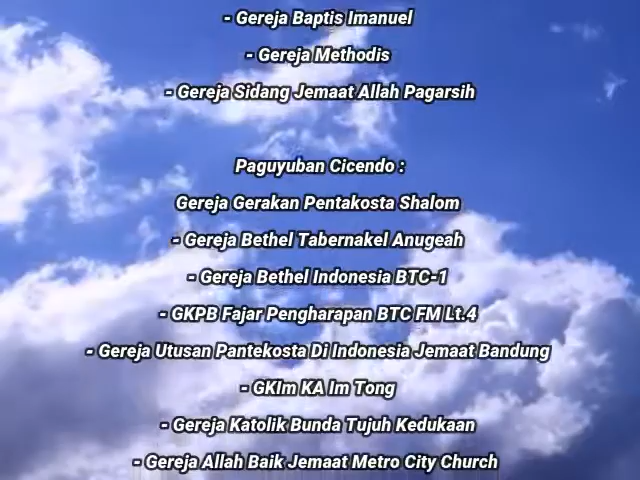 - Gereja Baptis Imanuel
- Gereja Methodis
- Gereja Sidang Jemaat Allah Pagarsih
Paguyuban Cicendo :
Gereja Gerakan Pentakosta Shalom
- Gereja Bethel Tabernakel Anugeah
- Gereja Bethel Indonesia BTC-1
- GKPB Fajar Pengharapan BTC FM Lt.4
- Gereja Utusan Pantekosta Di Indonesia Jemaat Bandung
- GKIm KA Im Tong
- Gereja Katolik Bunda Tujuh Kedukaan
- Gereja Allah Baik Jemaat Metro City Church